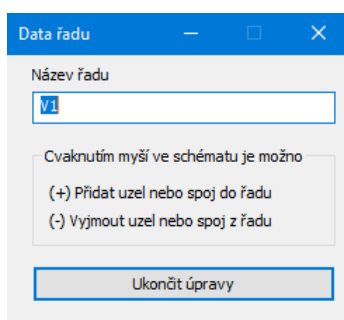 Data řadu
Název řadu
V1
Cvaknutím myší ve schématu je možno
(+) Přidat uzel nebo spoj do řadu
(-) Vyjmout uzel nebo spoj z řadu
Ukončit úpravy